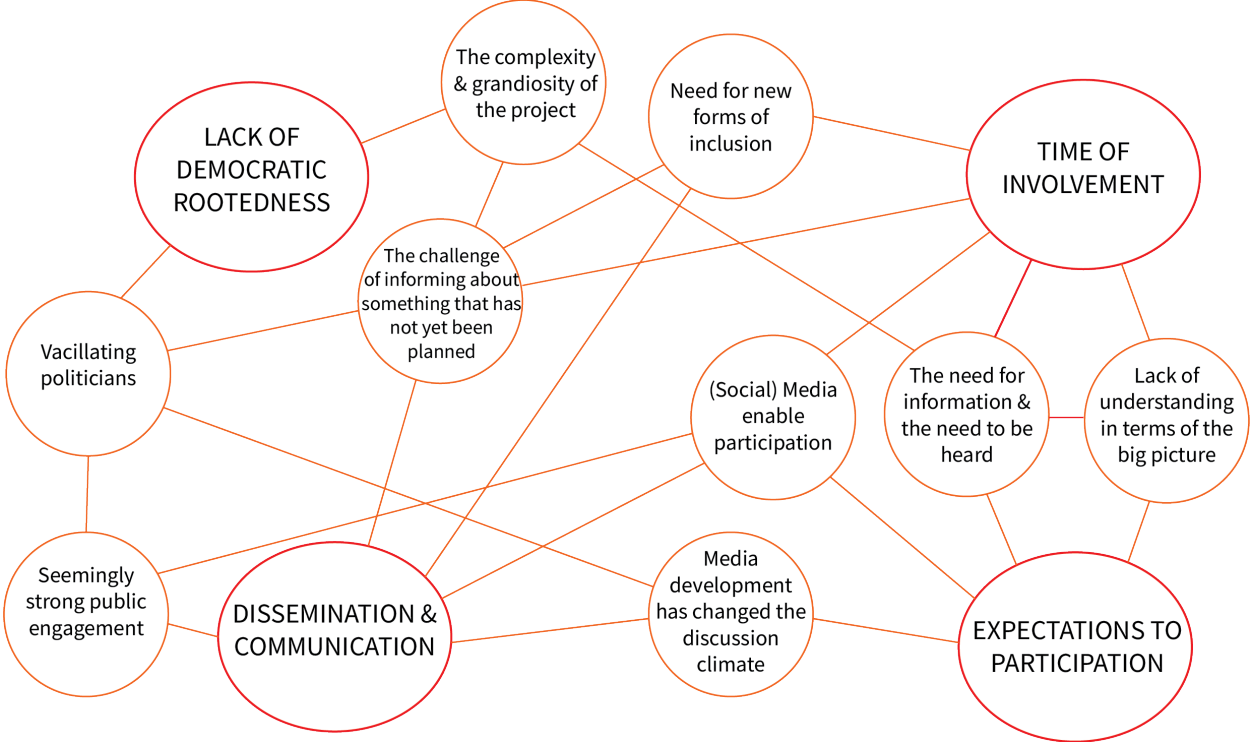 The complexity
& grandiosity of
the project
Need for new
forms of
inclusion
LACK OF
DEMOCRATIC
ROOTEDNESS
TIME OF
INVOLVEMENT
The challenge
of informing about
something that has
not yet been
planned
Vacillating
politicians
(Social) Media
enable
participation
The need for
information &
the need to be
heard
Lack of
understanding
in terms of the
big picture
Seemingly
strong public
engagement
DISSEMINATION &
COMMUNICATION
Media
development
has changed the
discussion
climate
EXPECTATIONS TO
PARTICIPATION